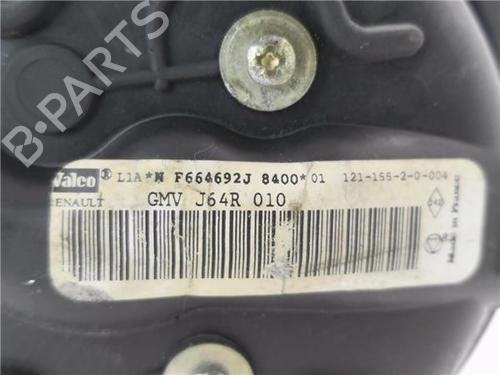 Valeo® L1A*N F664692J 8400*01 121-155-2-0-004
RENAULT GMV J64R 010
Made in France
B-PARTS